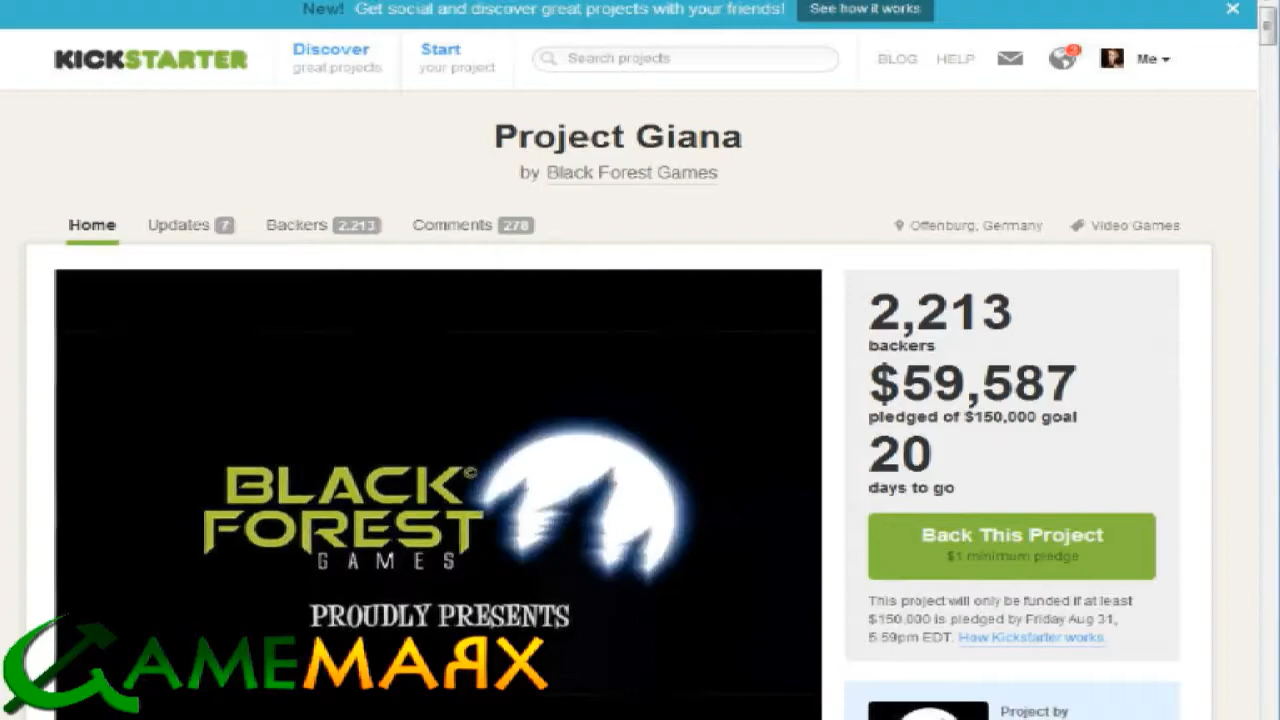 New! Get social and discover great projects with your friends! See how it works
KICKSTARTER
Discover
great projects
Start
your project
Search projects
BLOG HELP
Me
Project Giana
by Black Forest Games
Home Updates 7 Backers 2,213 Comments 278
Offenburg, Germany Video Games
2,213
backers
$59,587
pledged of $150,000 goal
20
days to go
Back This Project
$1 minimum pledge
This project will only be funded if at least
$150,000 is pledged by Friday Aug 31,
5:59pm EDT. How Kickstarter works.
BLACK©
FOREST
GAMES
PROUDLY PRESENTS
GAMEMAЯX
Project by